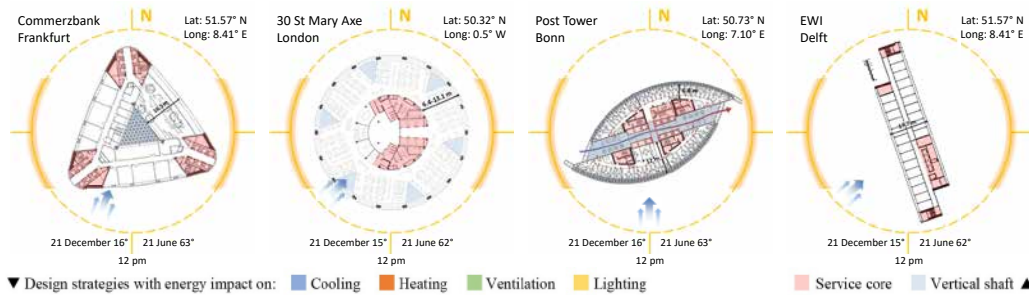 Commerzbank
Frankfurt
N
Lat: 51.57° N
Long: 8.41° E
21 December 16°
21 June 63°
12 pm
30 St Mary Axe
London
N
Lat: 50.32° N
Long: 0.5° W
6.4-13.1 m
21 December 15°
21 June 62°
12 pm
Post Tower
Bonn
N
Lat: 50.73° N
Long: 7.10° E
21 December 16°
21 June 63°
12 pm
EWI
Delft
N
Lat: 51.57° N
Long: 8.41° E
21 December 15°
21 June 62°
12 pm
▼ Design strategies with energy impact on:
Cooling
Heating
Ventilation
Lighting
Service core
Vertical shaft ▲